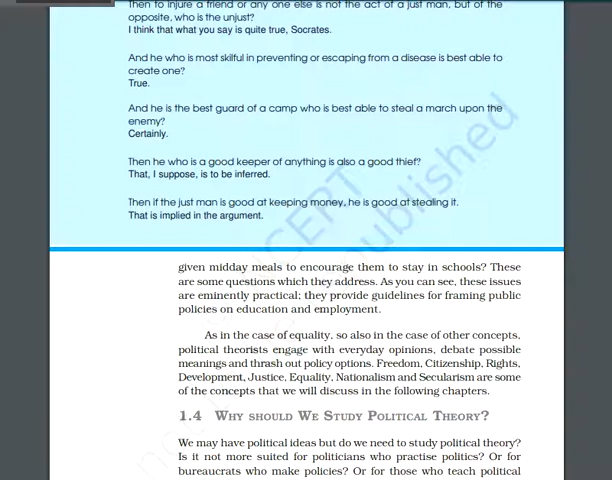 Then to injure a friend or any one else is not the act of a just man, but of the
opposite, who is the unjust?
I think that what you say is quite true, Socrates.
And he who is most skilful in preventing or escaping from a disease is best able to
create one?
True.
And he is the best guard of a camp who is best able to steal a march upon the
enemy?
Certainly.
Then he who is a good keeper of anything is also a good thief?
That, I suppose, is to be inferred.
Then if the just man is good at keeping money, he is good at stealing it.
That is implied in the argument.
given midday meals to encourage them to stay in schools? These
are some questions which they address. As you can see, these issues
are eminently practical; they provide guidelines for framing public
policies on education and employment.
As in the case of equality, so also in the case of other concepts,
political theorists engage with everyday opinions, debate possible
meanings and thrash out policy options. Freedom, Citizenship, Rights,
Development, Justice, Equality, Nationalism and Secularism are some
of the concepts that we will discuss in the following chapters.
1.4 WHY SHOULD WE STUDY POLITICAL THEORY?
We may have political ideas but do we need to study political theory?
Is it not more suited for politicians who practise politics? Or for
bureaucrats who make policies? Or for those who teach political